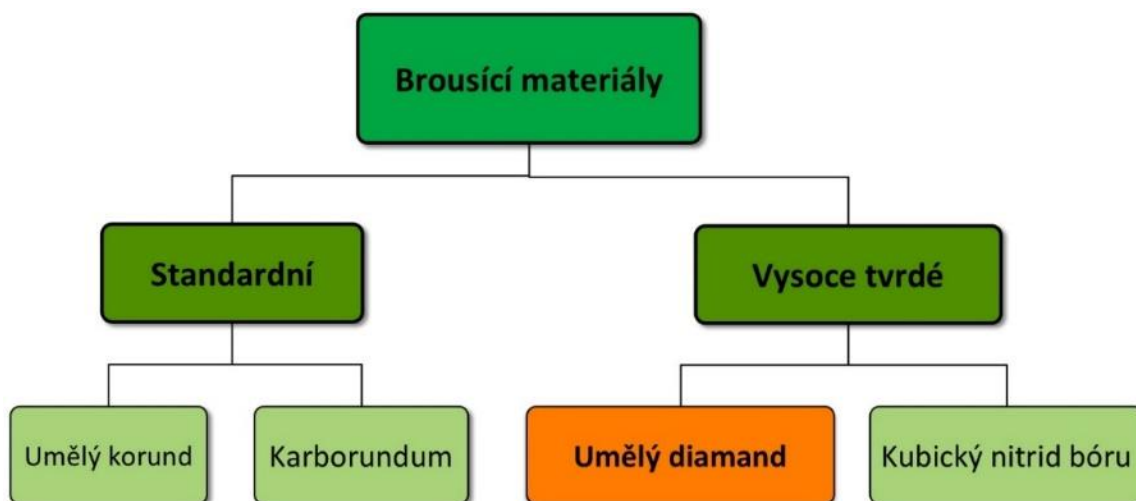 Brousící materiály
Standardní
Vysoce tvrdé
Umělý korund
Karborundum
Umělý diamand
Kubický nitrid bóru